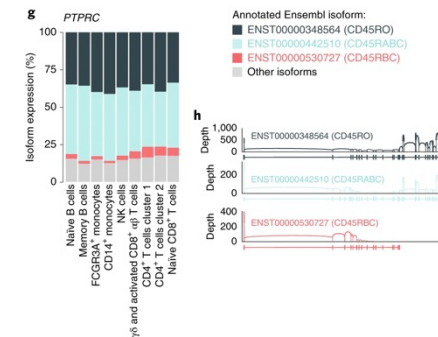 g
PTPRC
Isoform expression (%)
100
75
50
25
0
Naïve B cells
Memory B cells
FCGR3A⁺ monocytes
CD14⁺ monocytes
NK cells
γδ and activated CD8⁺ αβ T cells
CD4⁺ T cells cluster 1
CD4⁺ T cells cluster 2
Naïve CD8⁺ T cells
Annotated Ensembl isoform:
ENST00000348564 (CD45RO)
ENST00000442510 (CD45RABC)
ENST00000530727 (CD45RBC)
Other isoforms
h
Depth
1,000
500
0
ENST00000348564 (CD45RO)
Depth
200
0
ENST00000442510 (CD45RABC)
Depth
400
200
0
ENST00000530727 (CD45RBC)